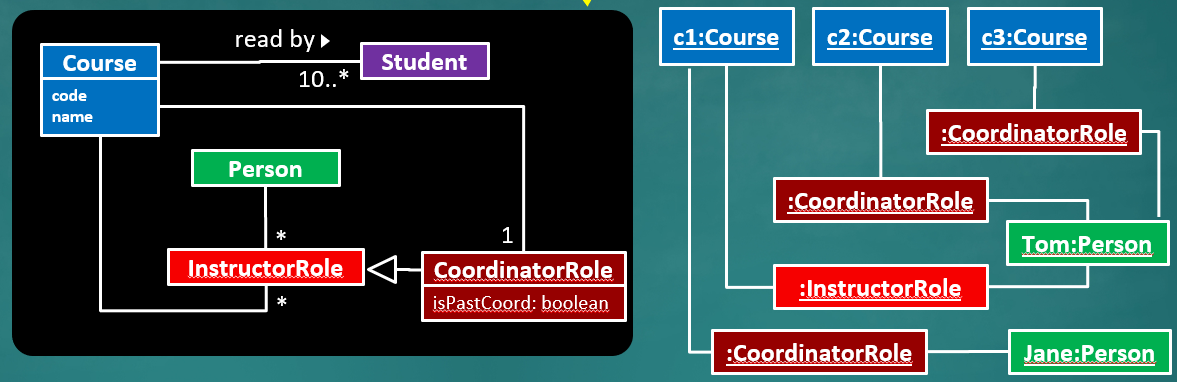 read by
Course
Student
10..*
code
name
Person
*
1
InstructorRole
CoordinatorRole
*
isPastCoord: boolean
c1:Course
c2:Course
c3:Course
:CoordinatorRole
:CoordinatorRole
Tom:Person
:InstructorRole
:CoordinatorRole
Jane:Person